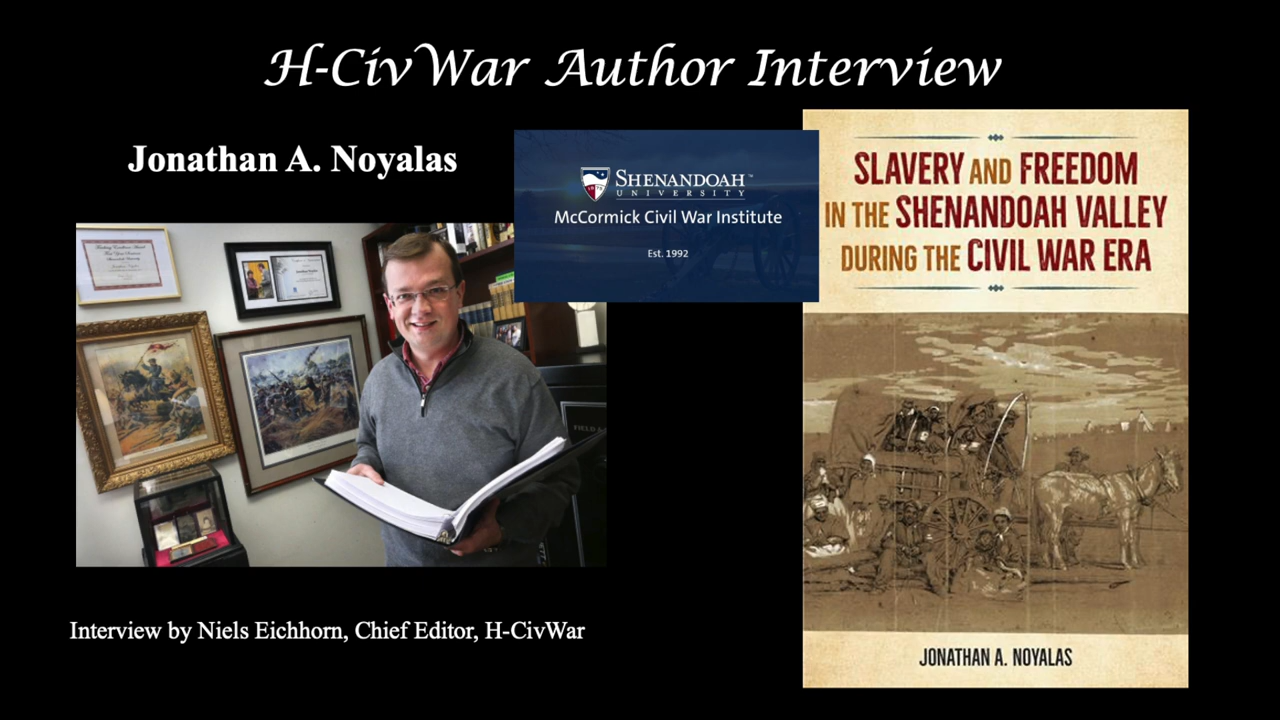 H-CivWar Author Interview
Jonathan A. Noyalas
SHENANDOAH™
UNIVERSITY
McCormick Civil War Institute
Est. 1992
SLAVERY AND FREEDOM
IN THE SHENANDOAH VALLEY
DURING THE CIVIL WAR ERA
JONATHAN A. NOYALAS
Interview by Niels Eichhorn, Chief Editor, H-CivWar